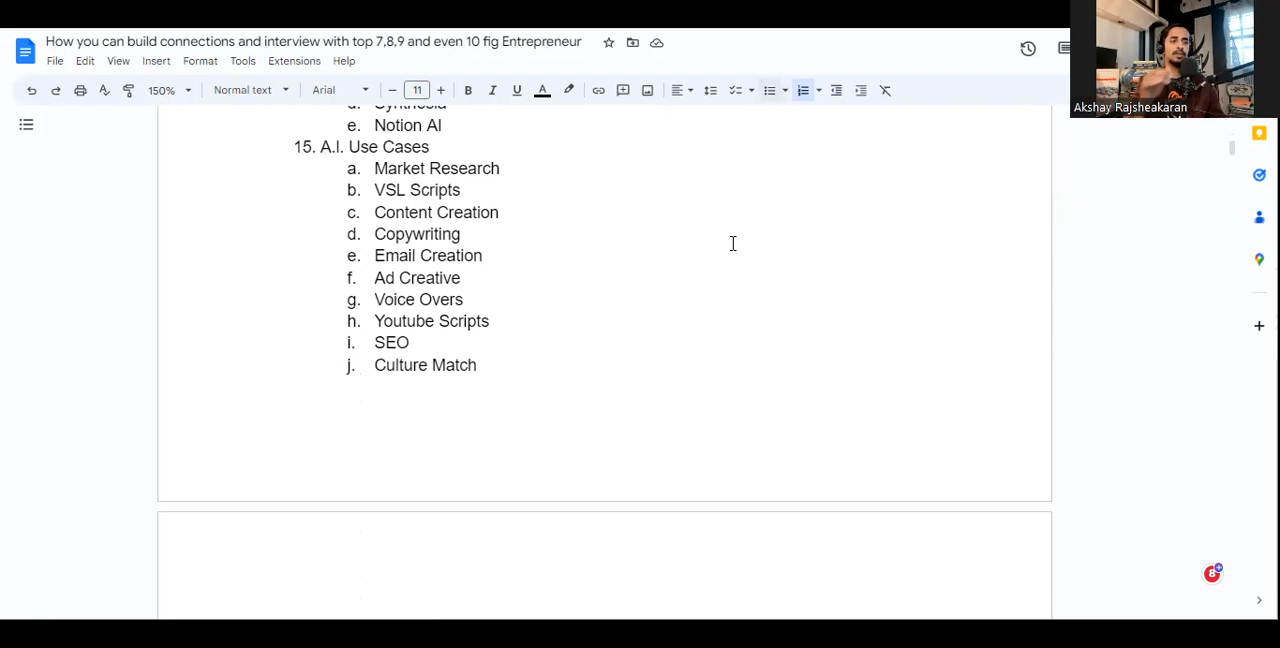 How you can build connections and interview with top 7,8,9 and even 10 fig Entrepreneur
File Edit View Insert Format Tools Extensions Help
150% Normal text Arial 11
Akshay Rajsheakaran
d. Synthesia
e. Notion AI
15. A.I. Use Cases
a. Market Research
b. VSL Scripts
c. Content Creation
d. Copywriting
e. Email Creation
f. Ad Creative
g. Voice Overs
h. Youtube Scripts
i. SEO
j. Culture Match
8